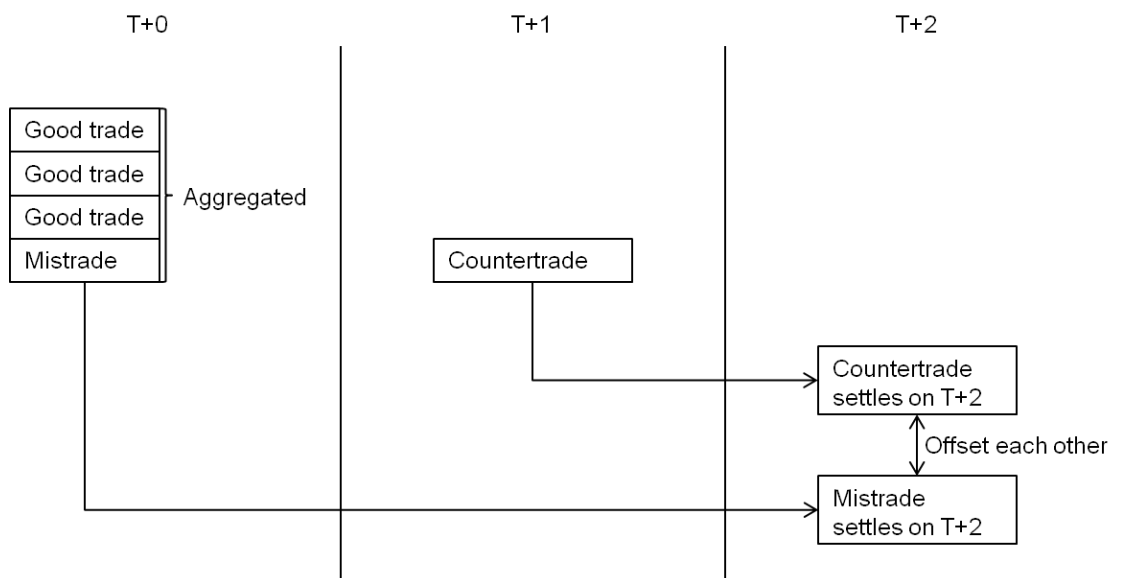 T+0
T+1
T+2
Good trade
Good trade
Aggregated
Good trade
Mistrade
Countertrade
Countertrade
settles on T+2
Offset each other
Mistrade
settles on T+2